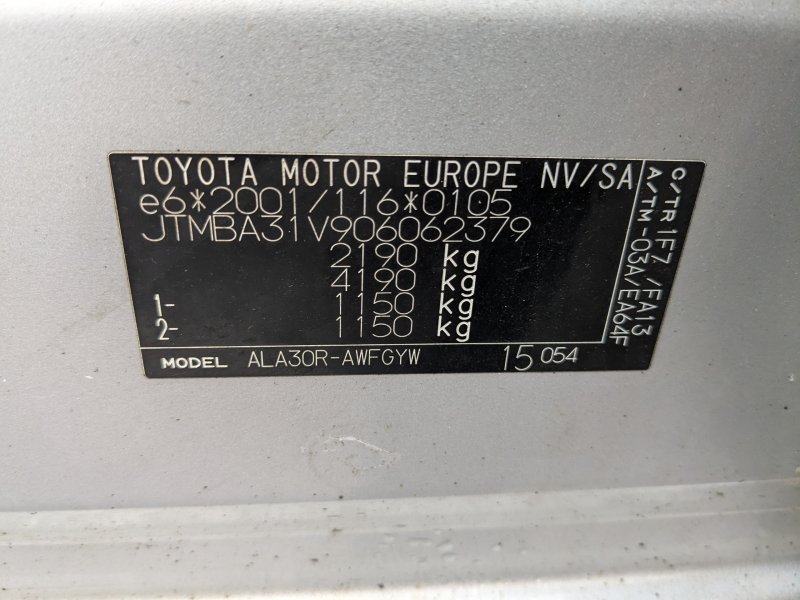 TOYOTA MOTOR EUROPE NV/SA
e6*2001/116*0105
JTMBA31V906062379
2190 kg
4190 kg
1- 1150 kg
2- 1150 kg
MODEL ALA30R-AWFGYW 15 054
C/TR 1F7 /FA13
A/TM-03A/EA64F